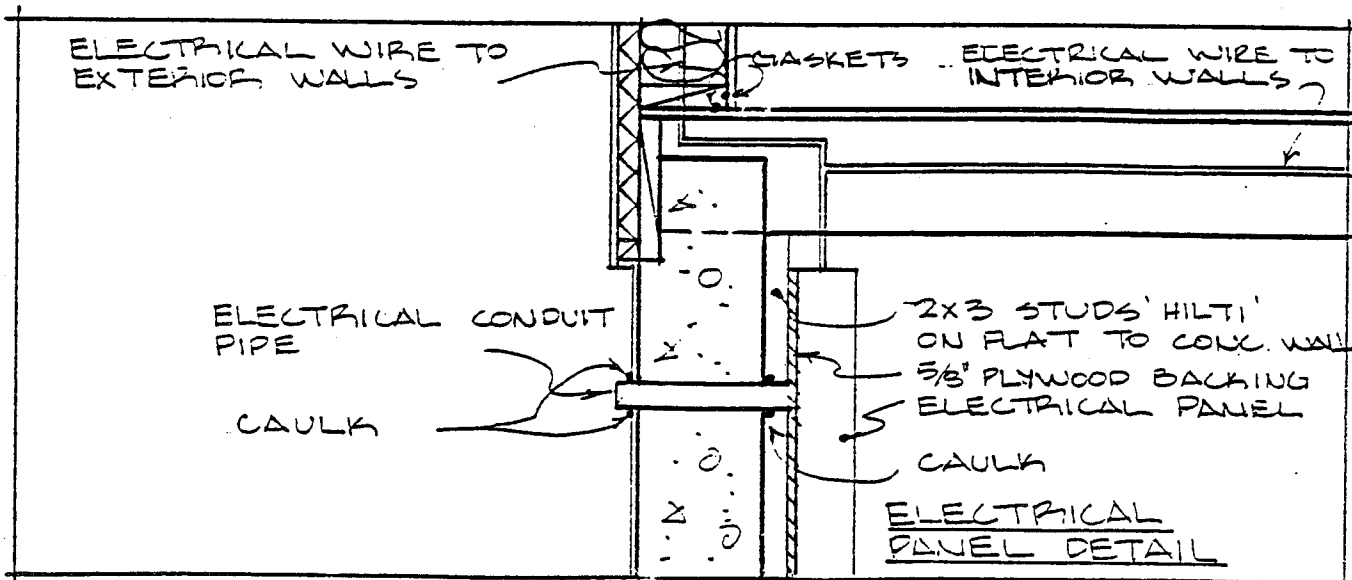 ELECTRICAL WIRE TO
EXTERIOR WALLS
GASKETS
ELECTRICAL WIRE TO
INTERIOR WALLS
ELECTRICAL CONDUIT
PIPE
CAULK
2x3 STUDS 'HILTI'
ON FLAT TO CONC. WALL
5/8" PLYWOOD BACKING
ELECTRICAL PANEL
CAULK
ELECTRICAL
PANEL DETAIL